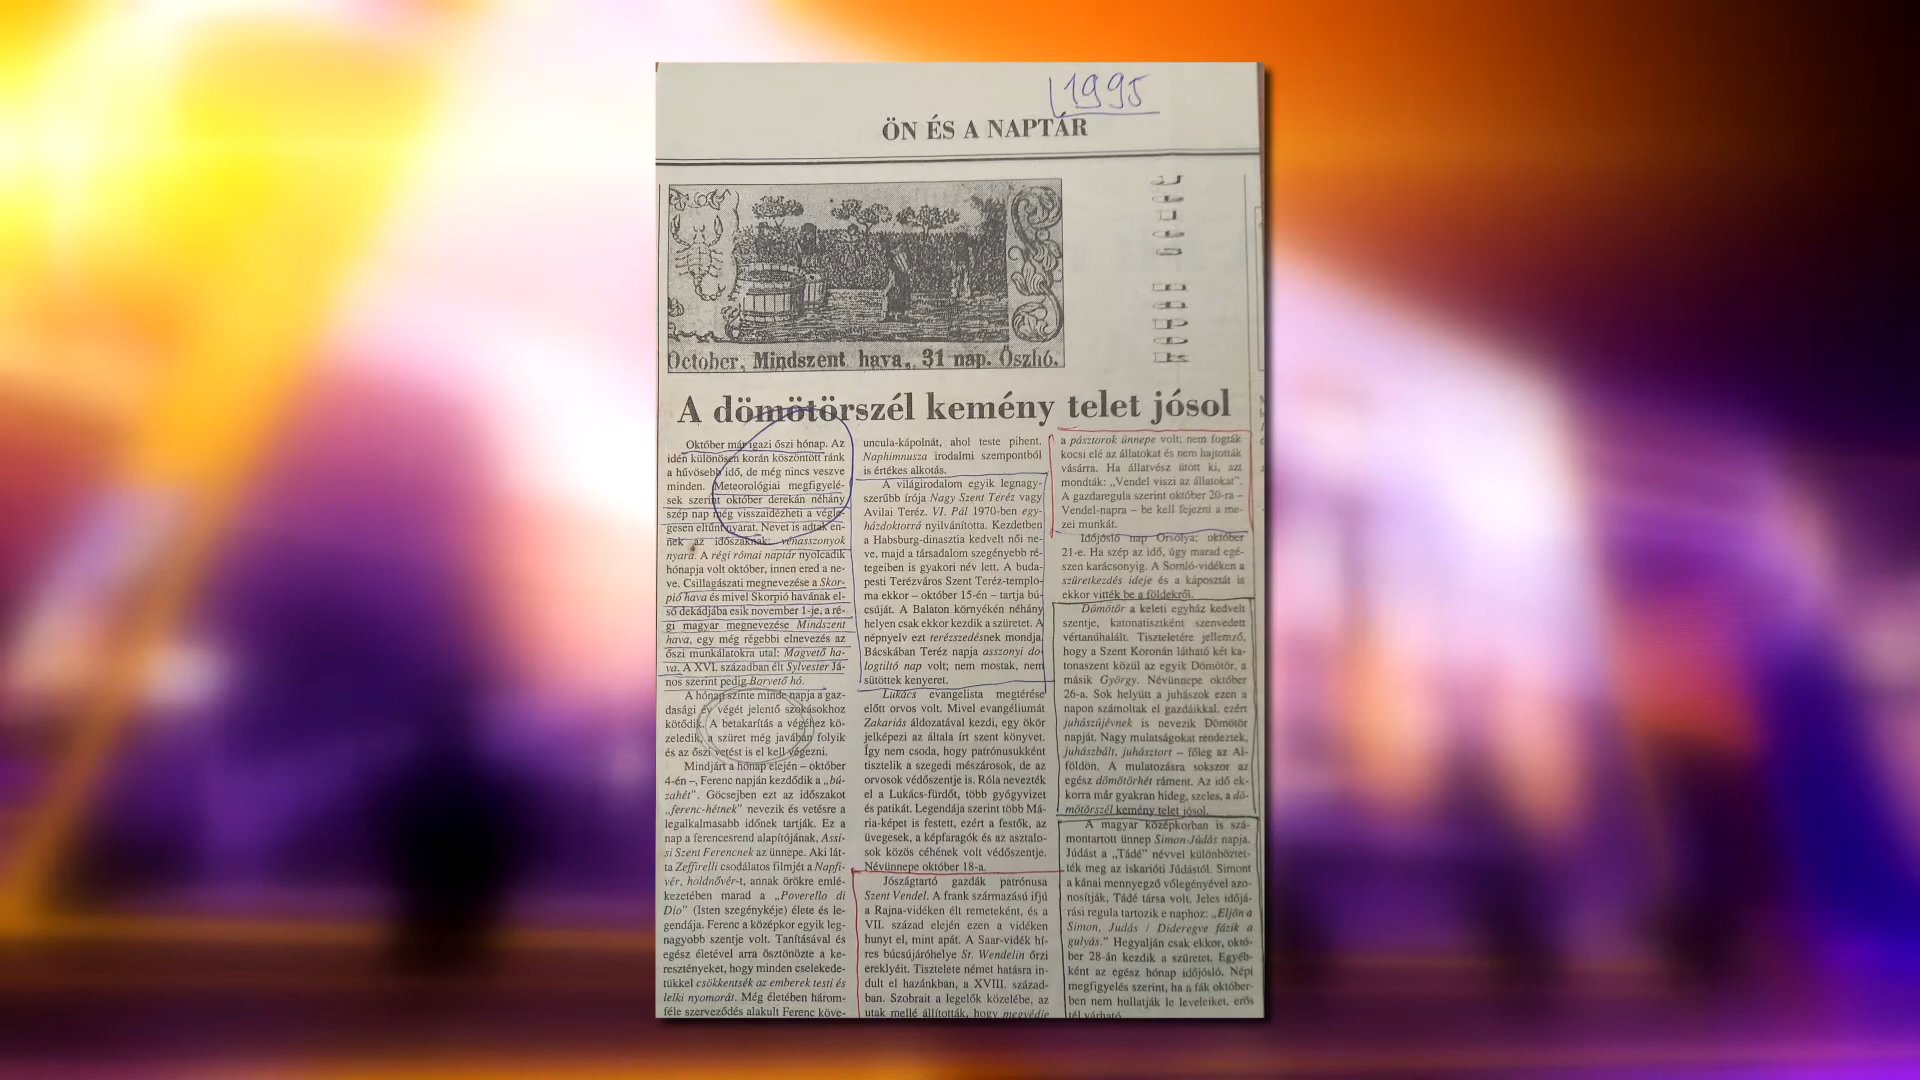 1995
ÖN ÉS A NAPTÁR
Jeles napok
October, Mindszent hava, 31 nap. Őszhó.
A dömötörszél kemény telet jósol
Október már igazi őszi hónap. Az
idén különösen korán köszöntött ránk
a hűvösebb idő, de még nincs veszve
minden. Meteorológiai megfigyelé-
sek szerint október derekán néhány
szép nap még visszaidézheti a végle-
gesen eltűnt nyarat. Nevet is adtak en-
nek az időszaknak: vénasszonyok
nyara. A régi római naptár nyolcadik
hónapja volt október, innen ered a ne-
ve. Csillagászati megnevezése a Skor-
pió hava és mivel Skorpió havának el-
ső dekádjába esik november 1-je, a ré-
gi magyar megnevezése Mindszent
hava, egy még régebbi elnevezés az
őszi munkálatokra utal: Magvető ha-
va. A XVI. században élt Sylvester Já-
nos szerint pedig Borvető hó.
A hónap szinte minde napja a gaz-
dasági év végét jelentő szokásokhoz
kötődik. A betakarítás a végéhez kö-
zeledik, a szüret még javában folyik
és az őszi vetést is el kell végezni.
Mindjárt a hónap elején – október
4-én –, Ferenc napján kezdődik a „bú-
zahét". Göcsejben ezt az időszakot
„ferenc-hétnek" nevezik és vetésre a
legalkalmasabb időnek tartják. Ez a
nap a ferencesrend alapítójának, Assi-
si Szent Ferencnek az ünnepe. Aki lát-
ta Zeffirelli csodálatos filmjét a Napfi-
vér, holdnővér-t, annak örökre emlé-
kezetében marad a „Poverello di
Dio" (Isten szegénykéje) élete és le-
gendája. Ferenc a középkor egyik leg-
nagyobb szentje volt. Tanításával és
egész életével arra ösztönözte a ke-
resztényeket, hogy minden cselekede-
tükkel csökkentsék az emberek testi és
lelki nyomorát. Még életében három-
féle szerveződés alakult Ferenc köve-
uncula-kápolnát, ahol teste pihent.
Naphimnusza irodalmi szempontból
is értékes alkotás.
A világirodalom egyik legnagy-
szerűbb írója Nagy Szent Teréz vagy
Avilai Teréz. VI. Pál 1970-ben egy-
házdoktorrá nyilvánította. Kezdetben
a Habsburg-dinasztia kedvelt női ne-
ve, majd a társadalom szegényebb ré-
tegeiben is gyakori név lett. A buda-
pesti Terézváros Szent Teréz-templo-
ma ekkor – október 15-én – tartja bú-
csúját. A Balaton környékén néhány
helyen csak ekkor kezdik a szüretet. A
népnyelv ezt terézszedésnek mondja.
Bácskában Teréz napja asszonyi do-
logtiltó nap volt; nem mostak, nem
sütöttek kenyeret.
Lukács evangelista megtérése
előtt orvos volt. Mivel evangéliumát
Zakariás áldozatával kezdi, egy ökör
jelképezi az általa írt szent könyvet.
Így nem csoda, hogy patrónusukként
tisztelik a szegedi mészárosok, de az
orvosok védőszentje is. Róla nevezték
el a Lukács-fürdőt, több gyógyvizet
és patikát. Legendája szerint több Má-
ria-képet is festett, ezért a festők, az
üvegesek, a képfaragók és az asztalo-
sok közös céhének volt védőszentje.
Névünnepe október 18-a.
Jószágtartó gazdák patrónusa
Szent Vendel. A frank származású ifjú
a Rajna-vidéken élt remeteként, és a
VII. század elején ezen a vidéken
hunyt el, mint apát. A Saar-vidék hí-
res búcsújáróhelye St. Wendelin őrzi
ereklyéit. Tisztelete német hatásra in-
dult el hazánkban, a XVIII. század-
ban. Szobrait a legelők közelébe, az
utak mellé állították, hogy megvédje
a pásztorok ünnepe volt; nem fogták
kocsi elé az állatokat és nem hajtották
vásárra. Ha állatvész ütött ki, azt
mondták: „Vendel viszi az állatokat".
A gazdaregula szerint október 20-ra –
Vendel-napra – be kell fejezni a me-
zei munkát.
Időjósló nap Orsolya; október
21-e. Ha szép az idő, úgy marad egé-
szen karácsonyig. A Somló-vidéken a
szüretkezdés ideje és a káposztát is
ekkor vitték be a földekről.
Dömötör a keleti egyház kedvelt
szentje, katonatisztként szenvedett
vértanúhalált. Tiszteletére jellemző,
hogy a Szent Koronán látható két ka-
tonaszent közül az egyik Dömötör, a
másik György. Névünnepe október
26-a. Sok helyütt a juhászok ezen a
napon számoltak el gazdáikkal, ezért
juhászújévnek is nevezik Dömötör
napját. Nagy mulatságokat rendeztek,
juhászbált, juhásztort – főleg az Al-
földön. A mulatozásra sokszor az
egész dömötörhét ráment. Az idő ek-
korra már gyakran hideg, szeles, a dö-
mötörszél kemény telet jósol.
A magyar középkorban is szá-
montartott ünnep Simon-Júdás napja.
Júdást a „Tádé" névvel különböztet-
ték meg az iskarióti Júdástól. Simont
a kánai mennyegző vőlegényével azo-
nosítják, Tádé társa volt. Jeles időjá-
rási regula tartozik e naphoz: „Eljön a
Simon, Judás / Dideregve fázik a
gulyás." Hegyalján csak ekkor, októ-
ber 28-án kezdik a szüretet. Egyéb-
ként az egész hónap időjósló. Népi
megfigyelés szerint, ha a fák október-
ben nem hullatják le leveleiket, erős
tél várható.